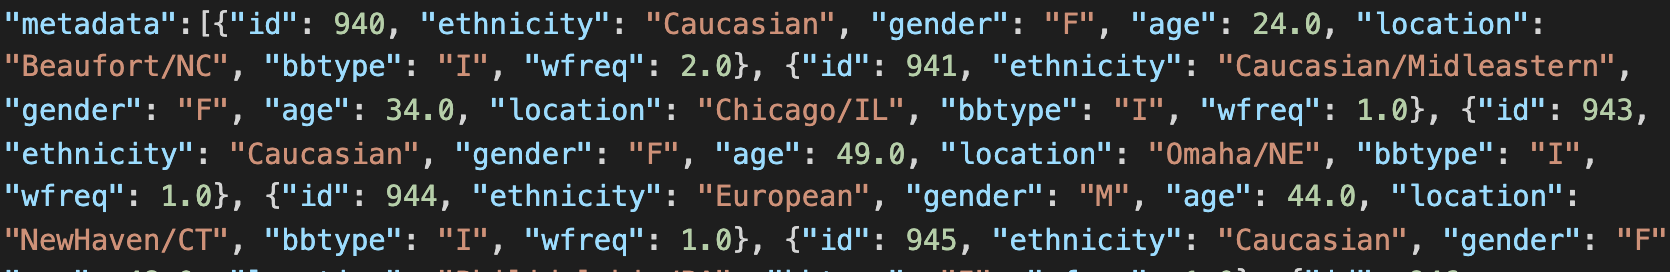 "metadata":[{"id": 940, "ethnicity": "Caucasian", "gender": "F", "age": 24.0, "location":
"Beaufort/NC", "bbtype": "I", "wfreq": 2.0}, {"id": 941, "ethnicity": "Caucasian/Midleastern",
"gender": "F", "age": 34.0, "location": "Chicago/IL", "bbtype": "I", "wfreq": 1.0}, {"id": 943,
"ethnicity": "Caucasian", "gender": "F", "age": 49.0, "location": "Omaha/NE", "bbtype": "I",
"wfreq": 1.0}, {"id": 944, "ethnicity": "European", "gender": "M", "age": 44.0, "location":
"NewHaven/CT", "bbtype": "I", "wfreq": 1.0}, {"id": 945, "ethnicity": "Caucasian", "gender": "F"